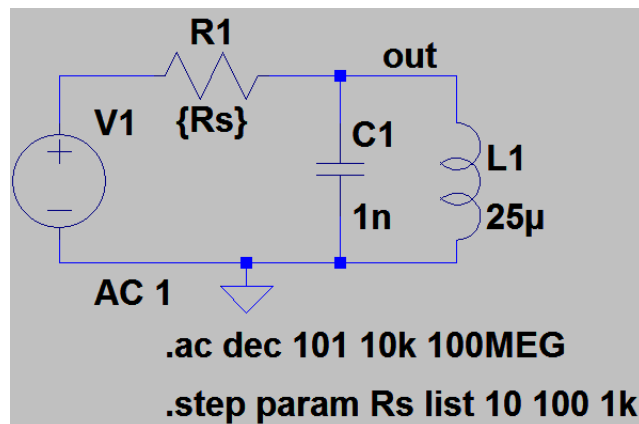 R1
out
V1
{Rs}
C1
L1
1n
25µ
AC 1
.ac dec 101 10k 100MEG
.step param Rs list 10 100 1k